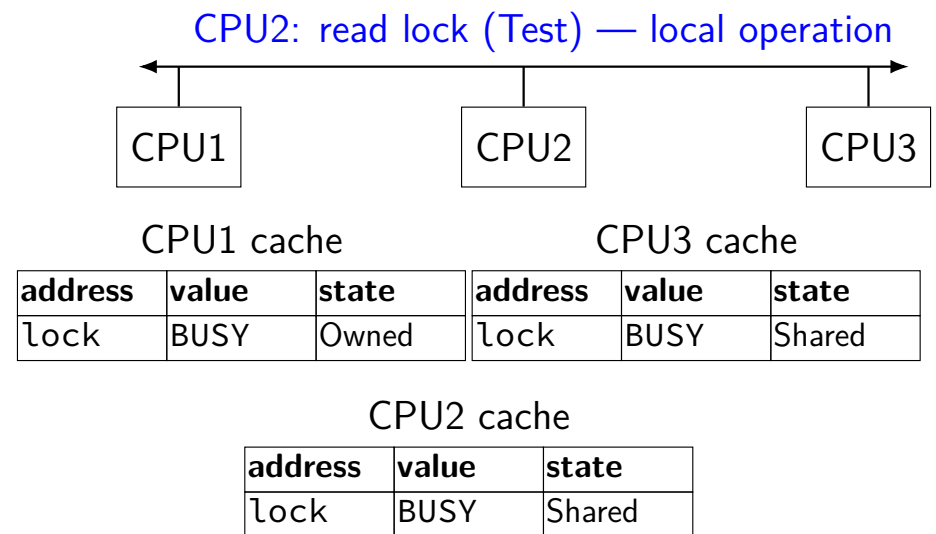 CPU2: read lock (Test) — local operation
CPU1 CPU2 CPU3
CPU1 cache
address value state
lock BUSY Owned
CPU3 cache
address value state
lock BUSY Shared
CPU2 cache
address value state
lock BUSY Shared